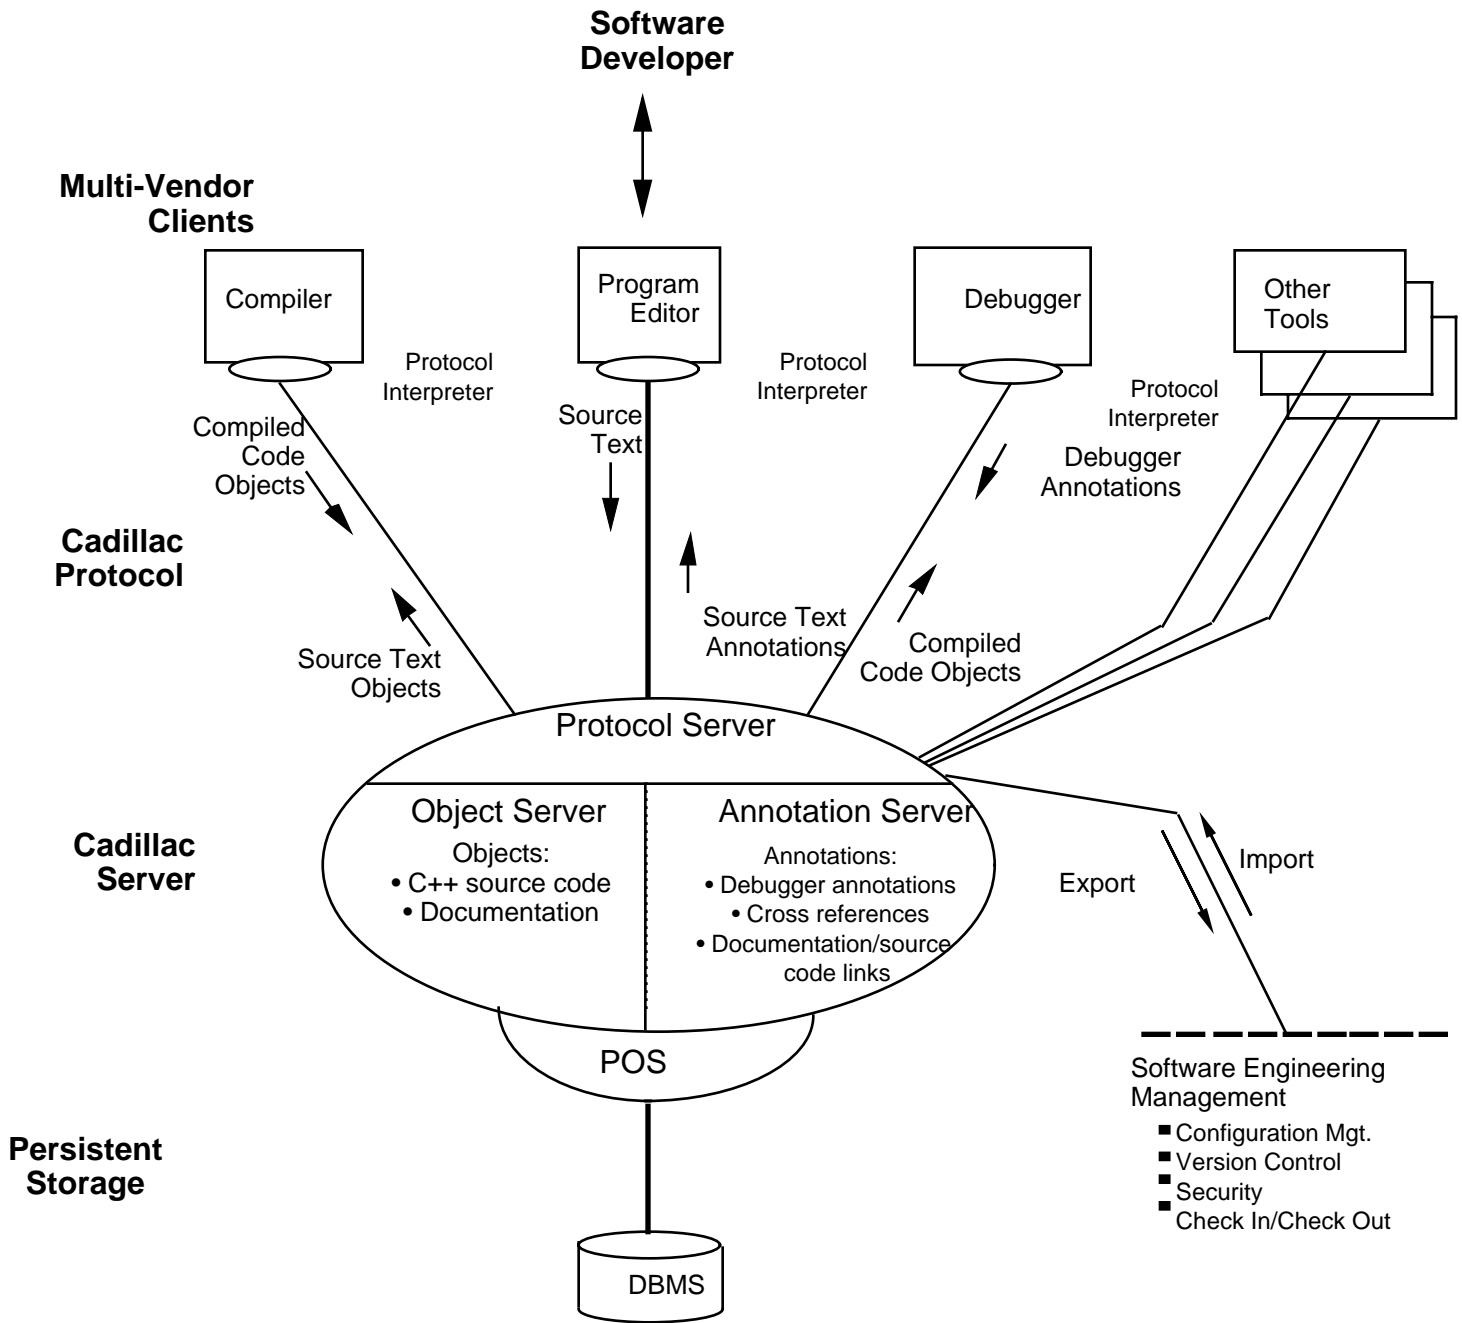 Software
Developer
Multi-Vendor
Clients
Compiler
Program
Editor
Debugger
Other
Tools
Protocol
Interpreter
Protocol
Interpreter
Protocol
Interpreter
Compiled
Code
Objects
Source
Text
Debugger
Annotations
Cadillac
Protocol
Source Text
Objects
Source Text
Annotations
Compiled
Code Objects
Protocol Server
Object Server
Objects:
• C++ source code
• Documentation
Annotation Server
Annotations:
• Debugger annotations
• Cross references
• Documentation/source
code links
Cadillac
Server
Export
Import
POS
Software Engineering
Management
Configuration Mgt.
Version Control
Security
Check In/Check Out
Persistent
Storage
DBMS